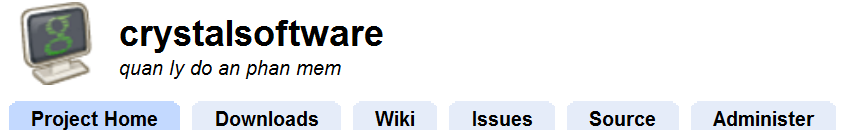 crystalsoftware
quan ly do an phan mem
Project Home Downloads Wiki Issues Source Administer